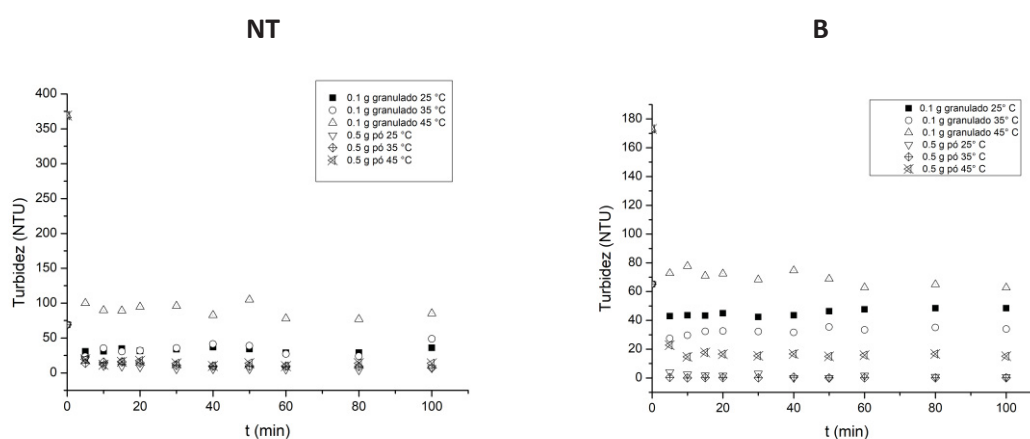 NT
400
350
300
250
200
150
100
50
0
Turbidez (NTU)
0.1 g granulado 25 °C
0.1 g granulado 35 °C
0.1 g granulado 45 °C
0.5 g pó 25 °C
0.5 g pó 35 °C
0.5 g pó 45 °C
0 20 40 60 80 100
t (min)
B
180
160
140
120
100
80
60
40
20
0
Turbidez (NTU)
0.1 g granulado 25° C
0.1 g granulado 35° C
0.1 g granulado 45° C
0.5 g pó 25° C
0.5 g pó 35° C
0.5 g pó 45° C
0 20 40 60 80 100
t (min)